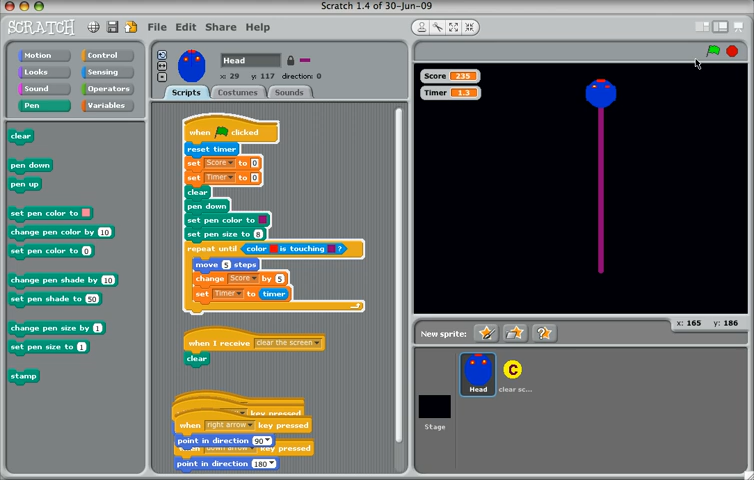 Scratch 1.4 of 30-Jun-09
SCRATCH File Edit Share Help
Motion Control
Looks Sensing
Sound Operators
Pen Variables
clear
pen down
pen up
set pen color to
change pen color by 10
set pen color to 0
change pen shade by 10
set pen shade to 50
change pen size by 1
set pen size to 1
stamp
Head
x: 29 y: 117 direction: 0
Scripts Costumes Sounds
when clicked
reset timer
set Score to 0
set Timer to 0
clear
pen down
set pen color to
set pen size to 8
repeat until color is touching ?
move 5 steps
change Score by 5
set Timer to timer
when I receive clear the screen
clear
key pressed
when right arrow key pressed
point in direction 90
down arrow key pressed
point in direction 180
Score 235
Timer 1.3
x: 165 y: 186
New sprite:
Head
C
clear sc...
Stage